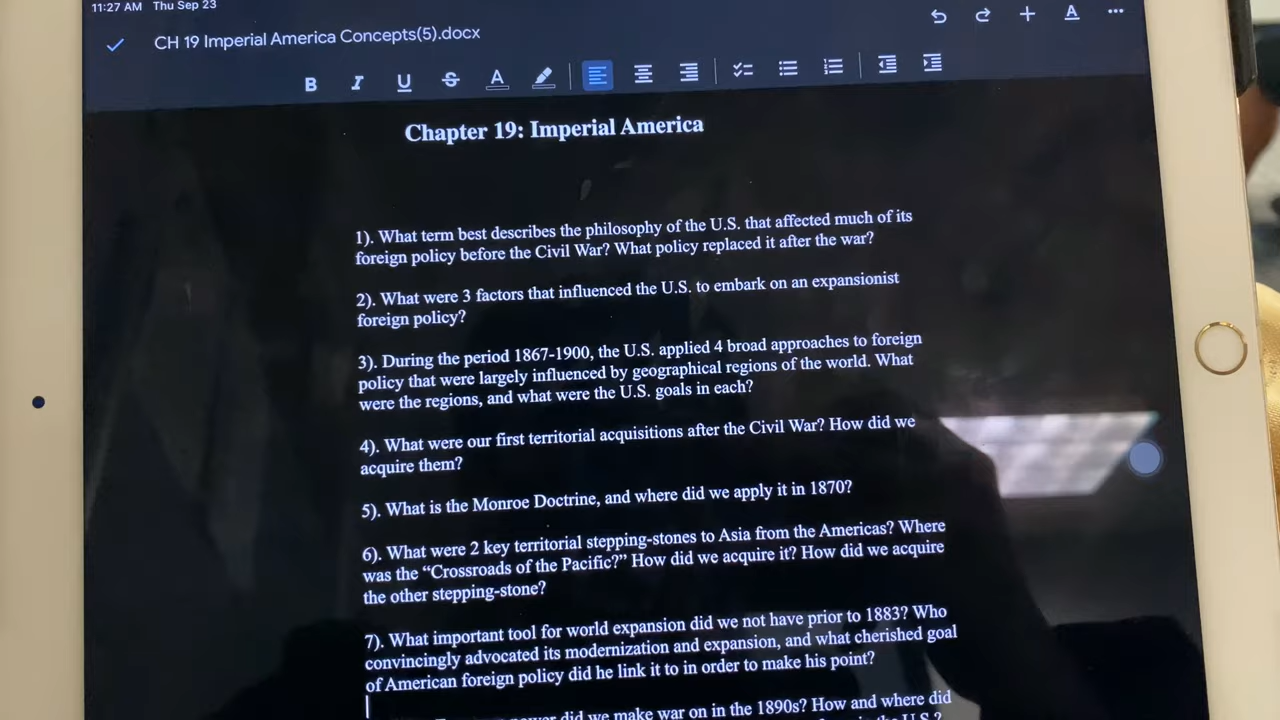 11:27 AM Thu Sep 23
CH 19 Imperial America Concepts(5).docx
B I U S A
A
Chapter 19: Imperial America
1). What term best describes the philosophy of the U.S. that affected much of its
foreign policy before the Civil War? What policy replaced it after the war?
2). What were 3 factors that influenced the U.S. to embark on an expansionist
foreign policy?
3). During the period 1867-1900, the U.S. applied 4 broad approaches to foreign
policy that were largely influenced by geographical regions of the world. What
were the regions, and what were the U.S. goals in each?
4). What were our first territorial acquisitions after the Civil War? How did we
acquire them?
5). What is the Monroe Doctrine, and where did we apply it in 1870?
6). What were 2 key territorial stepping-stones to Asia from the Americas? Where
was the “Crossroads of the Pacific?” How did we acquire it? How did we acquire
the other stepping-stone?
7). What important tool for world expansion did we not have prior to 1883? Who
convincingly advocated its modernization and expansion, and what cherished goal
of American foreign policy did he link it to in order to make his point?
did we make war on in the 1890s? How and where did
in the U.S.?